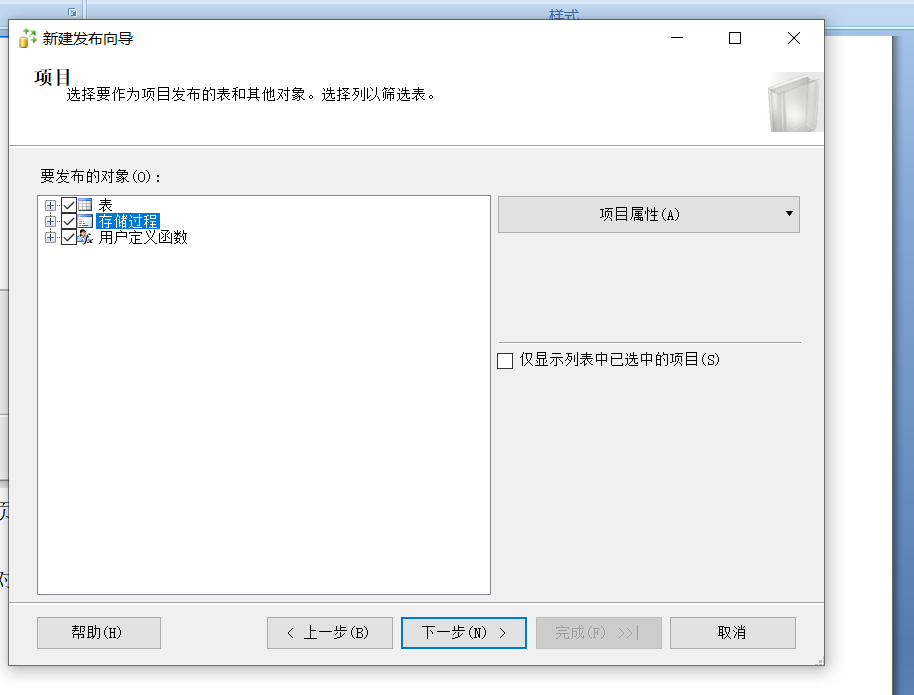 样式
新建发布向导
项目
选择要作为项目发布的表和其他对象。选择列以筛选表。
要发布的对象(O)：
表
存储过程
用户定义函数
项目属性(A)
仅显示列表中已选中的项目(S)
帮助(H)
< 上一步(B)
下一步(N) >
完成(F) >>|
取消